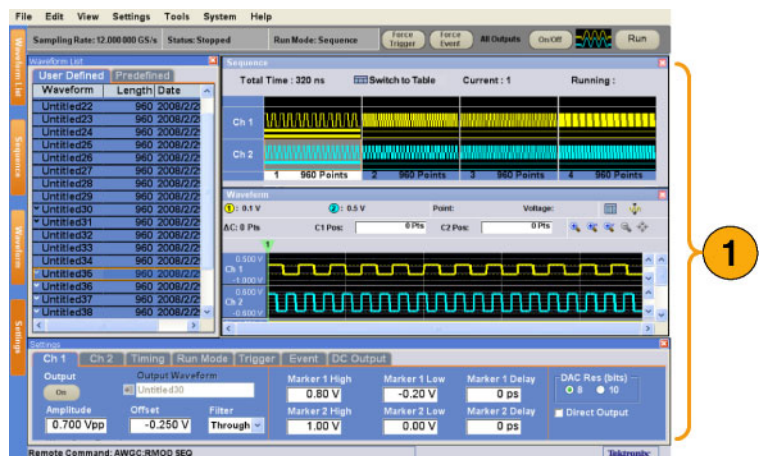 File Edit View Settings Tools System Help
Sampling Rate: 12.000 000 GS/s Status: Stopped Run Mode: Sequence Force Trigger Force Event All Outputs On/Off Run
Waveform List
Sequence
Waveform
Settings
Waveform List
User Defined Predefined
Waveform Length Date
Untitled22 960 2008/2/2
Untitled23 960 2008/2/2
Untitled24 960 2008/2/2
Untitled25 960 2008/2/2
Untitled26 960 2008/2/2
Untitled27 960 2008/2/2
Untitled28 960 2008/2/2
Untitled29 960 2008/2/2
Untitled30 960 2008/2/2
Untitled31 960 2008/2/2
Untitled32 960 2008/2/2
Untitled33 960 2008/2/2
Untitled34 960 2008/2/2
Untitled35 960 2008/2/2
Untitled36 960 2008/2/2
Untitled37 960 2008/2/2
Untitled38 960 2008/2/2
Sequence
Total Time : 320 ns Switch to Table Current : 1 Running :
Ch 1
Ch 2
1 960 Points 2 960 Points 3 960 Points 4 960 Points
Waveform
1 : 0.1 V 2 : 0.5 V Point: Voltage:
ΔC: 0 Pts C1 Pos: 0 Pts C2 Pos: 0 Pts
1
0.500 V
Ch 1
-1.000 V
0.600 V
Ch 2
-0.600 V
1
Settings
Ch 1 Ch 2 Timing Run Mode Trigger Event DC Output
Output Output Waveform Marker 1 High Marker 1 Low Marker 1 Delay DAC Res (bits)
On Untitled30 0.80 V -0.20 V 0 ps 8 10
Amplitude Offset Filter Marker 2 High Marker 2 Low Marker 2 Delay Direct Output
0.700 Vpp -0.250 V Through 1.00 V 0.00 V 0 ps
Remote Command: AWGC:RMOD SEQ Tektronix